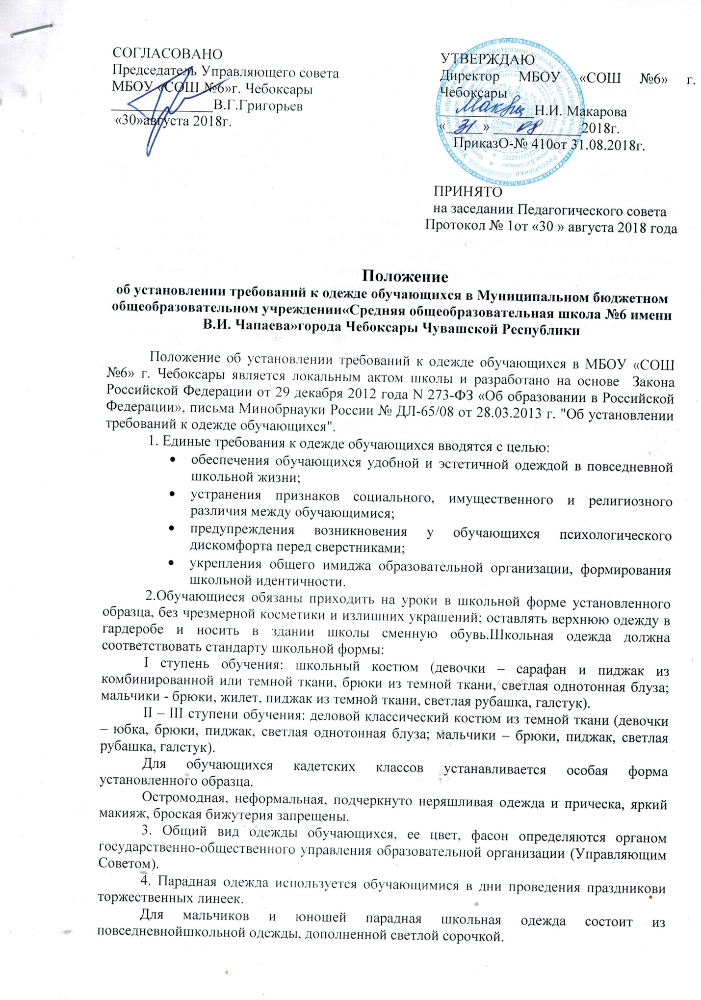 СОГЛАСОВАНО
Председатель Управляющего совета
МБОУ «СОШ №6»г. Чебоксары
______________В.Г.Григорьев
«30»августа 2018г.
УТВЕРЖДАЮ
Директор МБОУ «СОШ №6» г.
Чебоксары
_____________Н.И. Макарова
«31» 08 2018г.
ПриказО-№ 410от 31.08.2018г.
ПРИНЯТО
на заседании Педагогического совета
Протокол № 1от «30 » августа 2018 года
Положение
об установлении требований к одежде обучающихся в Муниципальном бюджетном
общеобразовательном учреждении«Средняя общеобразовательная школа №6 имени
В.И. Чапаева»города Чебоксары Чувашской Республики
Положение об установлении требований к одежде обучающихся в МБОУ «СОШ
№6» г. Чебоксары является локальным актом школы и разработано на основе Закона
Российской Федерации от 29 декабря 2012 года N 273-ФЗ «Об образовании в Российской
Федерации», письма Минобрнауки России № ДЛ-65/08 от 28.03.2013 г. "Об установлении
требований к одежде обучающихся".
1. Единые требования к одежде обучающихся вводятся с целью:
• обеспечения обучающихся удобной и эстетичной одеждой в повседневной
школьной жизни;
• устранения признаков социального, имущественного и религиозного
различия между обучающимися;
• предупреждения возникновения у обучающихся психологического
дискомфорта перед сверстниками;
• укрепления общего имиджа образовательной организации, формирования
школьной идентичности.
2.Обучающиеся обязаны приходить на уроки в школьной форме установленного
образца, без чрезмерной косметики и излишних украшений; оставлять верхнюю одежду в
гардеробе и носить в здании школы сменную обувь.Школьная одежда должна
соответствовать стандарту школьной формы:
I ступень обучения: школьный костюм (девочки – сарафан и пиджак из
комбинированной или темной ткани, брюки из темной ткани, светлая однотонная блуза;
мальчики - брюки, жилет, пиджак из темной ткани, светлая рубашка, галстук).
II – III ступени обучения: деловой классический костюм из темной ткани (девочки
– юбка, брюки, пиджак, светлая однотонная блуза; мальчики – брюки, пиджак, светлая
рубашка, галстук).
Для обучающихся кадетских классов устанавливается особая форма
установленного образца.
Остромодная, неформальная, подчеркнуто неряшливая одежда и прическа, яркий
макияж, броская бижутерия запрещены.
3. Общий вид одежды обучающихся, ее цвет, фасон определяются органом
государственно-общественного управления образовательной организации (Управляющим
Советом).
4. Парадная одежда используется обучающимися в дни проведения праздникови
торжественных линеек.
Для мальчиков и юношей парадная школьная одежда состоит из
повседневнойшкольной одежды, дополненной светлой сорочкой.